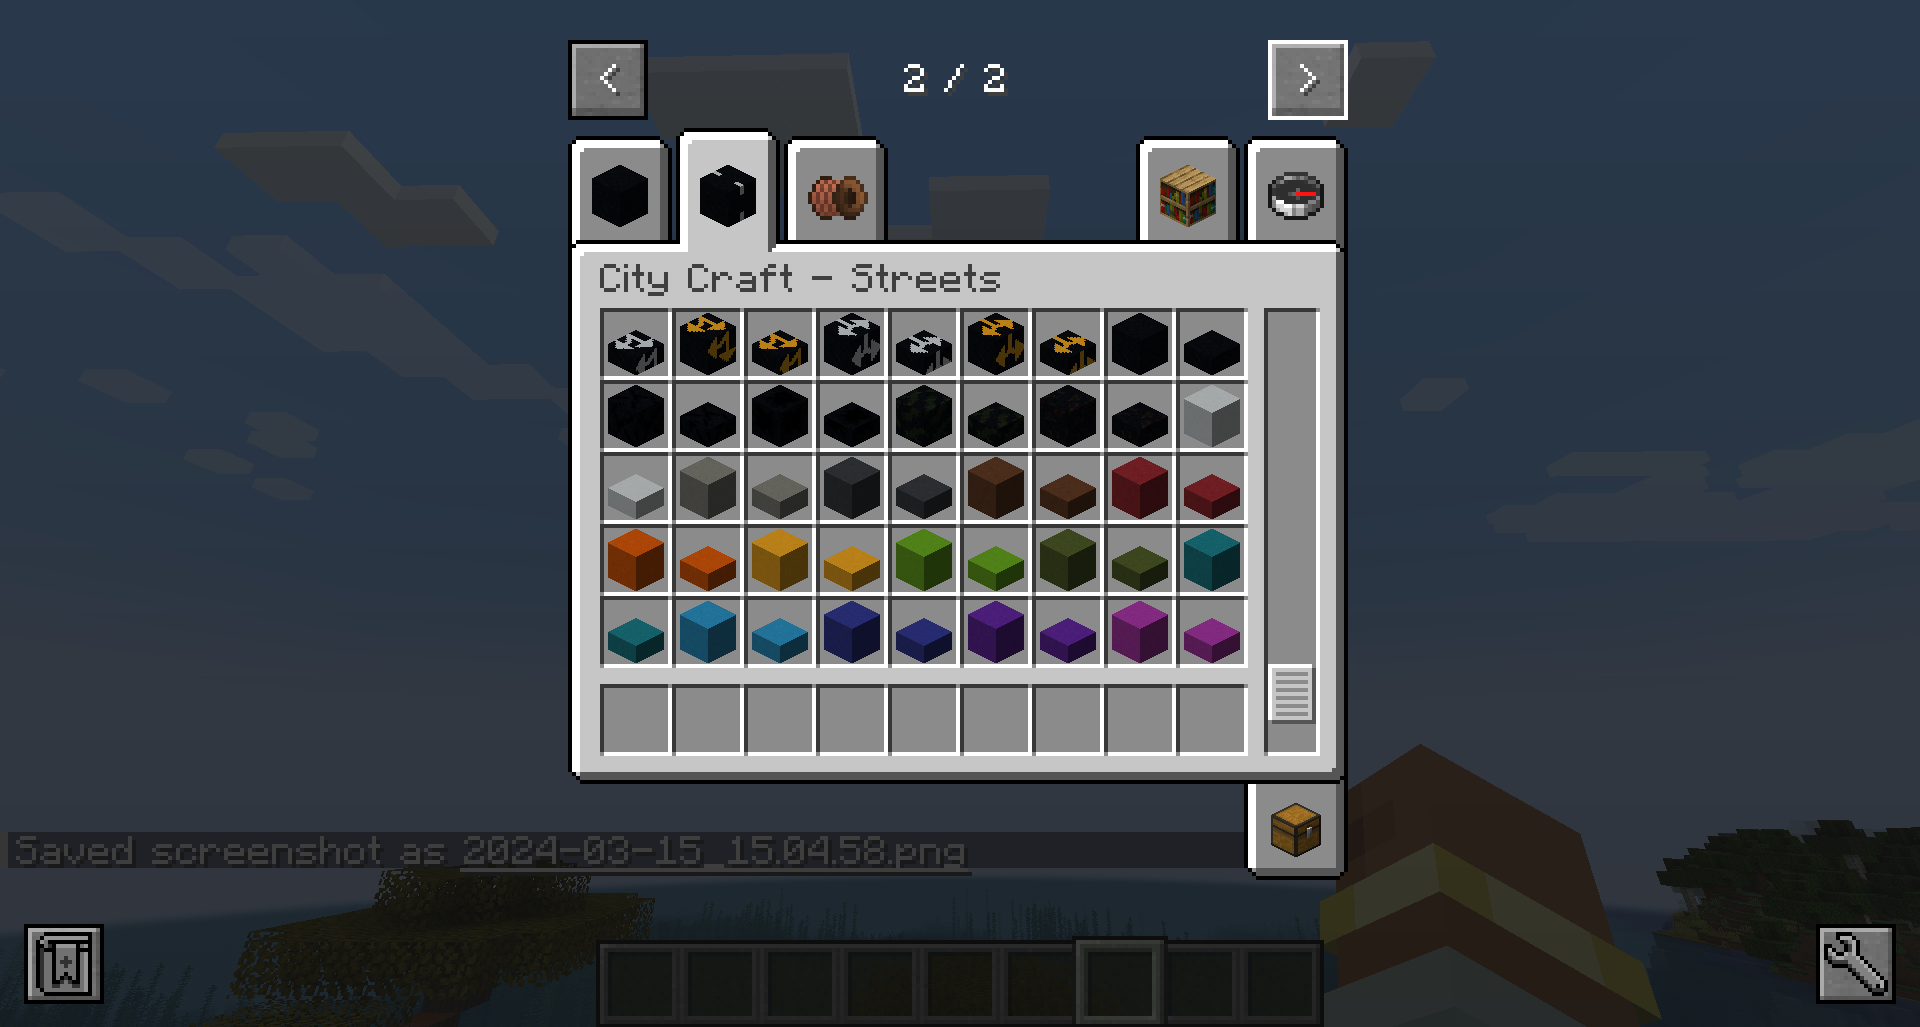 2 / 2
City Craft - Streets
Saved screenshot as 2024-03-15_15.04.58.png